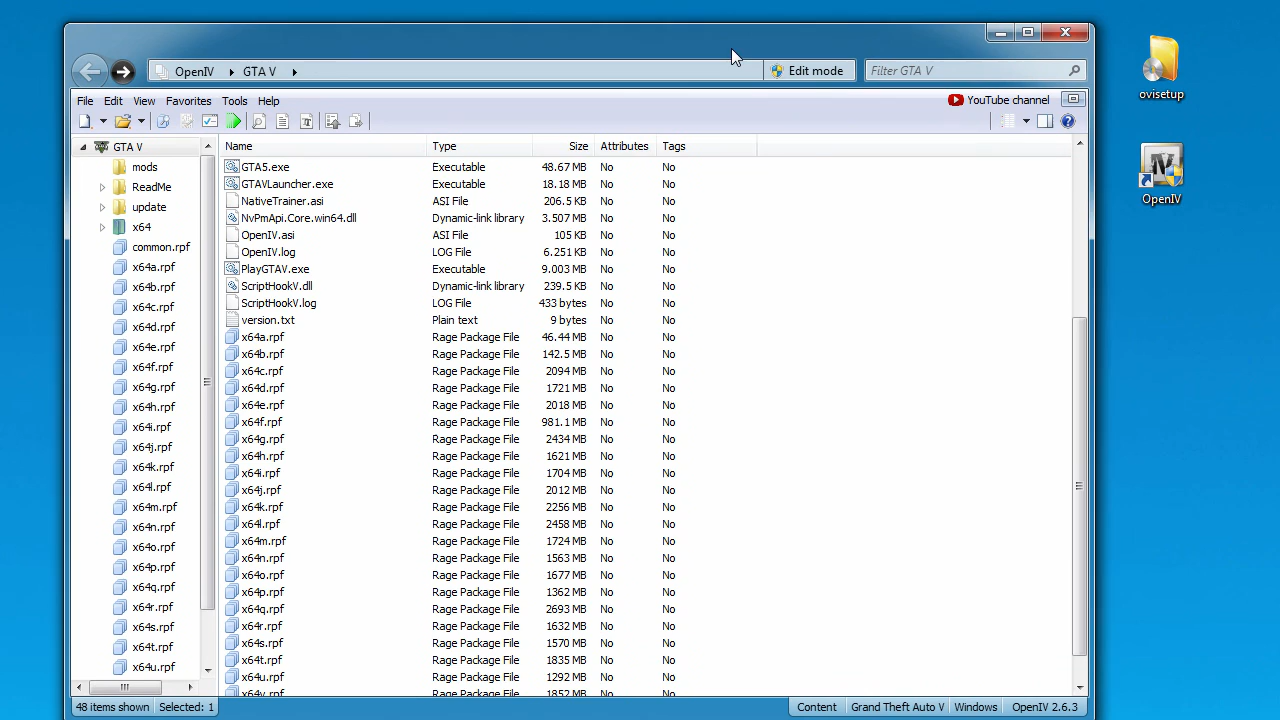 OpenIV GTA V Edit mode Filter GTA V
File Edit View Favorites Tools Help YouTube channel
GTA V
mods
ReadMe
update
x64
common.rpf
x64a.rpf
x64b.rpf
x64c.rpf
x64d.rpf
x64e.rpf
x64f.rpf
x64g.rpf
x64h.rpf
x64i.rpf
x64j.rpf
x64k.rpf
x64l.rpf
x64m.rpf
x64n.rpf
x64o.rpf
x64p.rpf
x64q.rpf
x64r.rpf
x64s.rpf
x64t.rpf
x64u.rpf
Name Type Size Attributes Tags
GTA5.exe Executable 48.67 MB No No
GTAVLauncher.exe Executable 18.18 MB No No
NativeTrainer.asi ASI File 206.5 KB No No
NvPmApi.Core.win64.dll Dynamic-link library 3.507 MB No No
OpenIV.asi ASI File 105 KB No No
OpenIV.log LOG File 6.251 KB No No
PlayGTAV.exe Executable 9.003 MB No No
ScriptHookV.dll Dynamic-link library 239.5 KB No No
ScriptHookV.log LOG File 433 bytes No No
version.txt Plain text 9 bytes No No
x64a.rpf Rage Package File 46.44 MB No No
x64b.rpf Rage Package File 142.5 MB No No
x64c.rpf Rage Package File 2094 MB No No
x64d.rpf Rage Package File 1721 MB No No
x64e.rpf Rage Package File 2018 MB No No
x64f.rpf Rage Package File 981.1 MB No No
x64g.rpf Rage Package File 2434 MB No No
x64h.rpf Rage Package File 1621 MB No No
x64i.rpf Rage Package File 1704 MB No No
x64j.rpf Rage Package File 2012 MB No No
x64k.rpf Rage Package File 2256 MB No No
x64l.rpf Rage Package File 2458 MB No No
x64m.rpf Rage Package File 1724 MB No No
x64n.rpf Rage Package File 1563 MB No No
x64o.rpf Rage Package File 1677 MB No No
x64p.rpf Rage Package File 1362 MB No No
x64q.rpf Rage Package File 2693 MB No No
x64r.rpf Rage Package File 1632 MB No No
x64s.rpf Rage Package File 1570 MB No No
x64t.rpf Rage Package File 1835 MB No No
x64u.rpf Rage Package File 1292 MB No No
x64v.rpf Rage Package File 1852 MB No No
48 items shown Selected: 1 Content Grand Theft Auto V Windows OpenIV 2.6.3
ovisetup
OpenIV